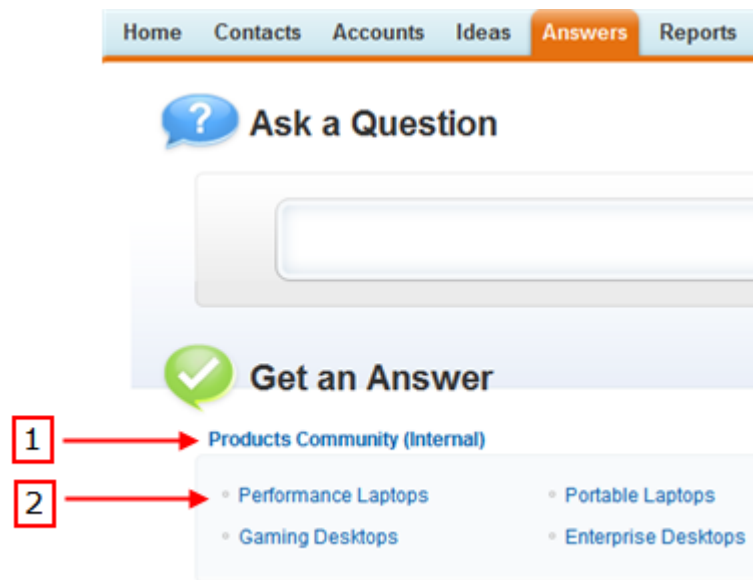 Home Contacts Accounts Ideas Answers Reports
? Ask a Question
Get an Answer
1 Products Community (Internal)
2 Performance Laptops Portable Laptops
Gaming Desktops Enterprise Desktops